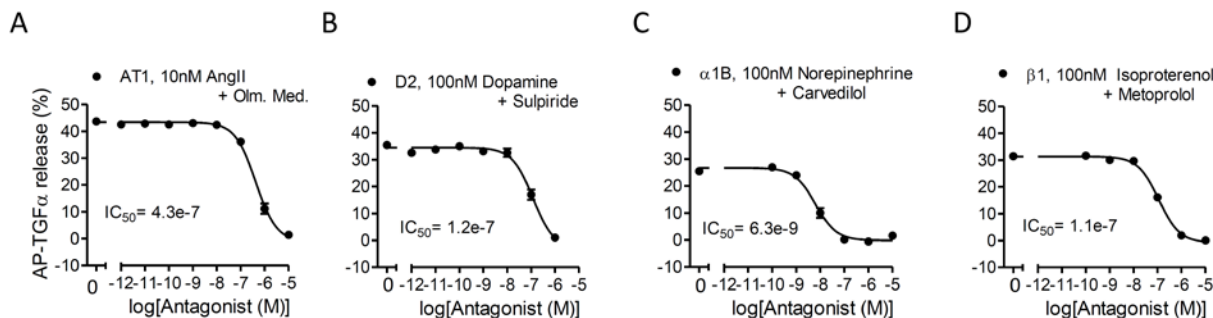 A
AT1, 10nM AngII
+ Olm. Med.
AP-TGFα release (%)
50
40
30
20
10
0
-10
IC50= 4.3e-7
0
-12-11-10 -9 -8 -7 -6 -5
log[Antagonist (M)]
B
D2, 100nM Dopamine
+ Sulpiride
50
40
30
20
10
0
-10
IC50= 1.2e-7
0
-12-11-10 -9 -8 -7 -6 -5
log[Antagonist (M)]
C
α1B, 100nM Norepinephrine
+ Carvedilol
50
40
30
20
10
0
-10
IC50= 6.3e-9
0
-12-11-10 -9 -8 -7 -6 -5
log[Antagonist (M)]
D
β1, 100nM Isoproterenol
+ Metoprolol
50
40
30
20
10
0
-10
IC50= 1.1e-7
0
-12-11-10 -9 -8 -7 -6 -5
log[Antagonist (M)]